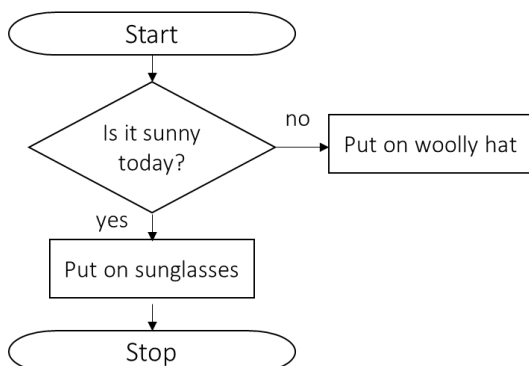 Start
Is it sunny
today?
no
Put on woolly hat
yes
Put on sunglasses
Stop